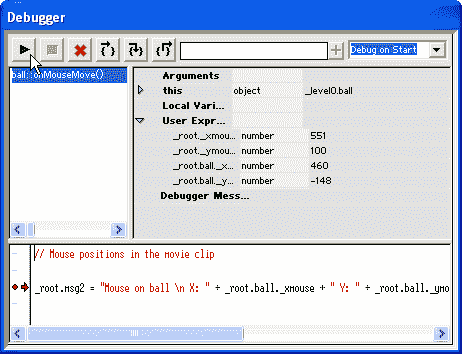 Debugger
Debug on Start
ball: onMouseMove()
Arguments
this object _level0.ball
Local Vari...
User Expr...
_root._xmou... number 551
_root._ymou... number 100
_root.ball._x... number 460
_root.ball._y... number -148
Debugger Mess...
// Mouse positions in the movie clip
_root.msg2 = "Mouse on ball \n X: " + _root.ball._xmouse + " Y: " + _root.ball._ymo